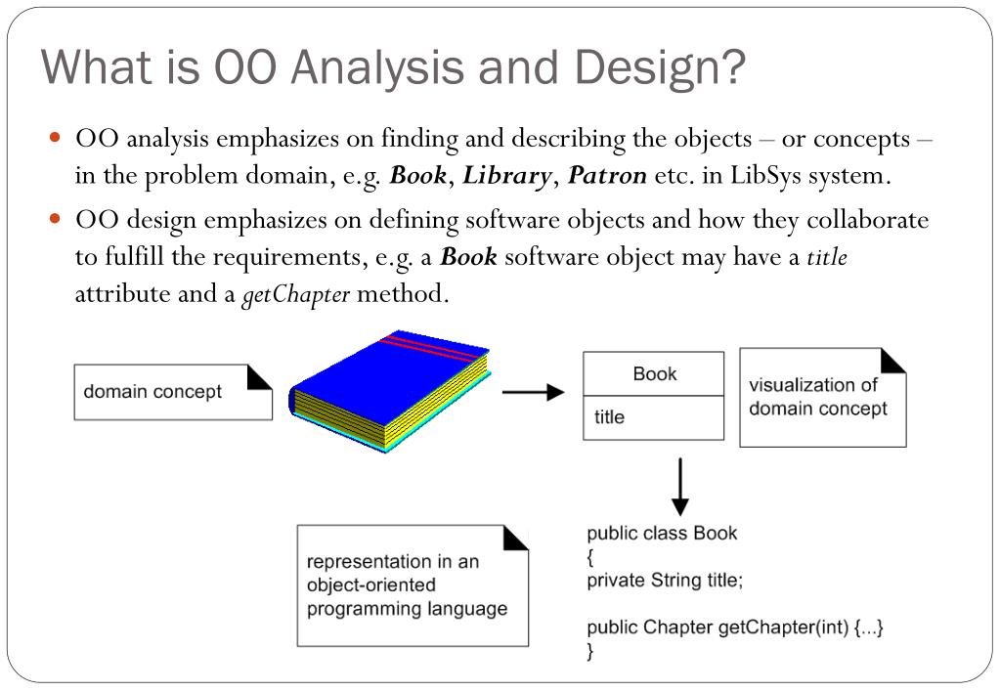 What is OO Analysis and Design?
OO analysis emphasizes on finding and describing the objects – or concepts –
in the problem domain, e.g. Book, Library, Patron etc. in LibSys system.
OO design emphasizes on defining software objects and how they collaborate
to fulfill the requirements, e.g. a Book software object may have a title
attribute and a getChapter method.
domain concept
Book
title
visualization of
domain concept
representation in an
object-oriented
programming language
public class Book
{
private String title;
public Chapter getChapter(int) {...}
}